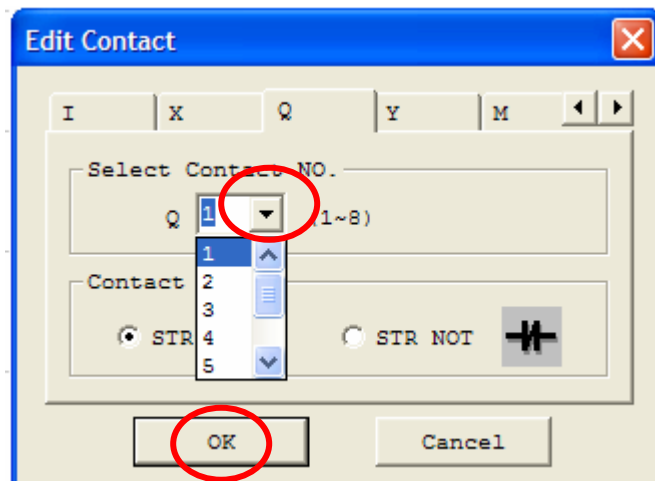 Edit Contact
I X Q Y M
Select Contact NO.
Q 1 (1~8)
1
2
3
4
5
Contact
STR STR NOT
OK Cancel